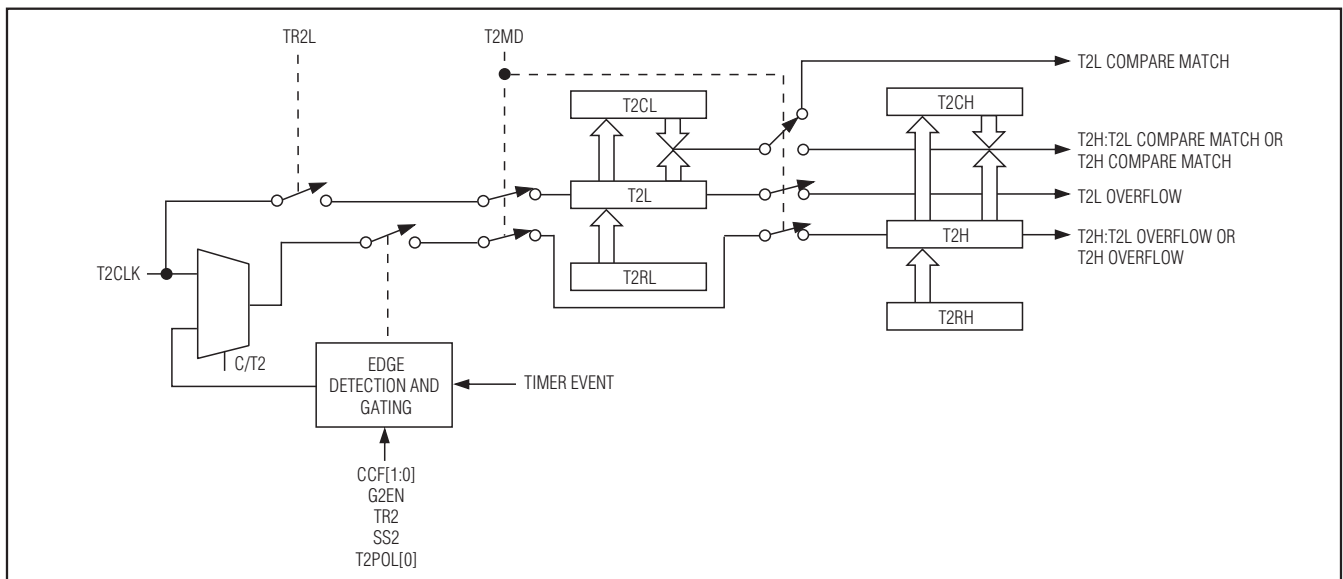 TR2L
T2MD
T2L COMPARE MATCH
T2CL
T2CH
T2H:T2L COMPARE MATCH OR
T2H COMPARE MATCH
T2L
T2L OVERFLOW
T2H
T2H:T2L OVERFLOW OR
T2H OVERFLOW
T2CLK
T2RL
T2RH
C/T2
EDGE
DETECTION AND
GATING
TIMER EVENT
CCF[1:0]
G2EN
TR2
SS2
T2POL[0]